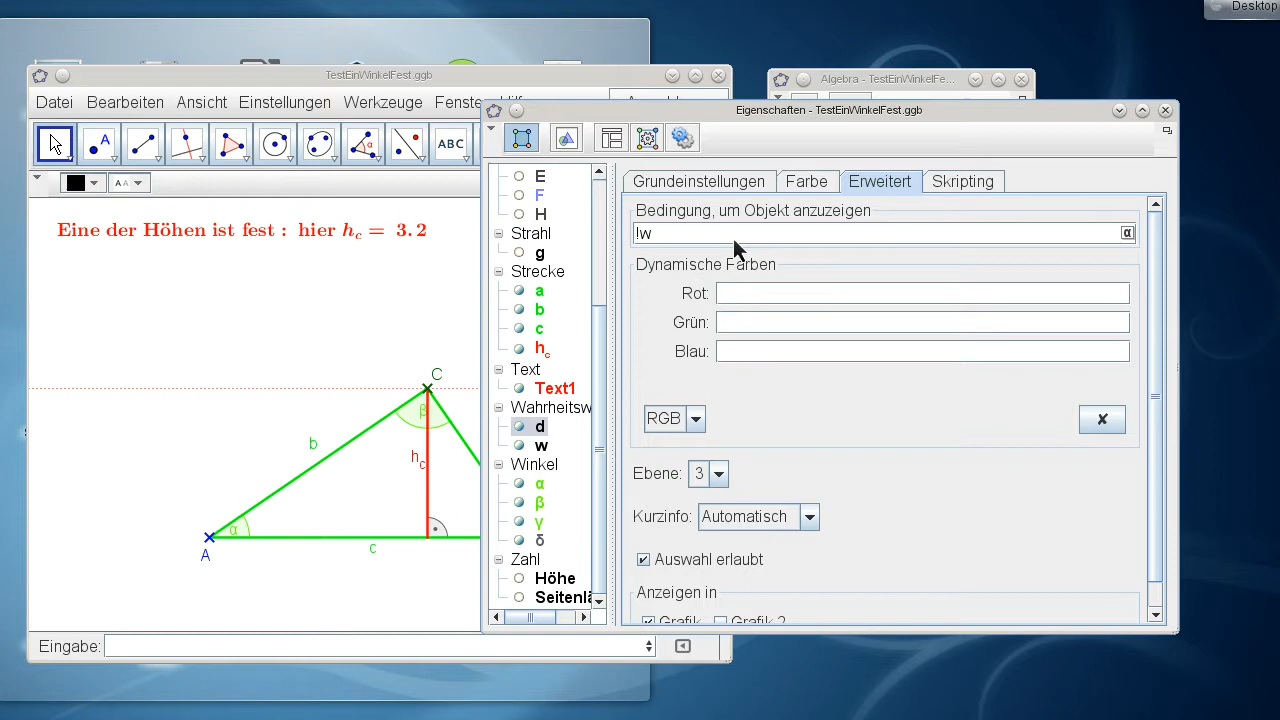 Desktop
TestEinWinkelFest.ggb
Algebra - TestEinWinkelFe...
Datei Bearbeiten Ansicht Einstellungen Werkzeuge Fenster
Eigenschaften - TestEinWinkelFest.ggb
A
α
ABC
A A
Grundeinstellungen Farbe Erweitert Skripting
E
F
H
Strahl
g
Strecke
a
b
c
hc
Text
Text1
Wahrheitsw
d
w
Winkel
α
β
γ
δ
Zahl
Höhe
Seitenlä
Bedingung, um Objekt anzuzeigen
!w
α
Dynamische Farben
Rot:
Grün:
Blau:
RGB
✘
Ebene: 3
Kurzinfo: Automatisch
Auswahl erlaubt
Anzeigen in
Grafik Grafik 2
Eine der Höhen ist fest : hier hc = 3.2
C
β
b
hc
α
A
c
Eingabe: